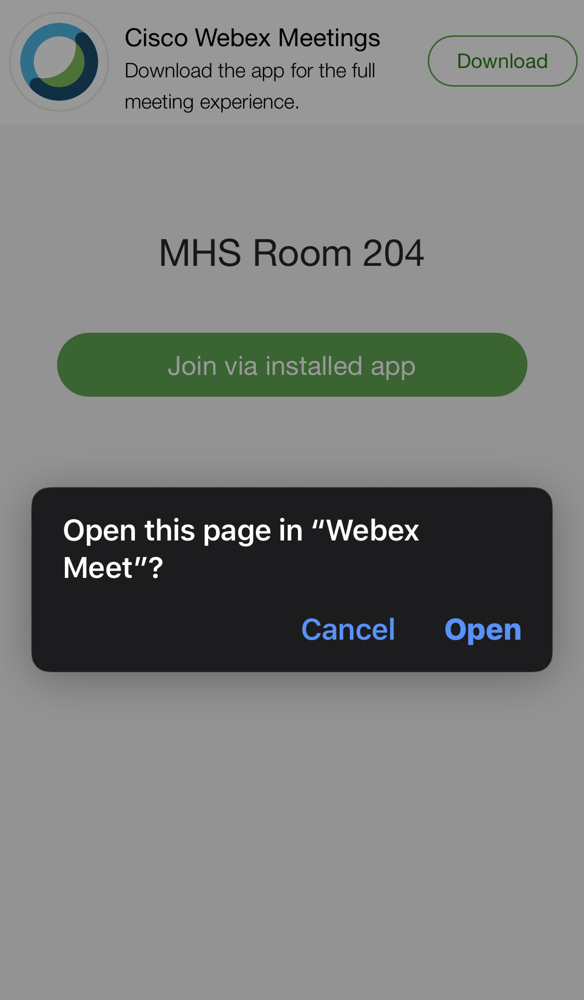 Cisco Webex Meetings
Download the app for the full
meeting experience.
Download
MHS Room 204
Join via installed app
Open this page in “Webex
Meet”?
Cancel
Open